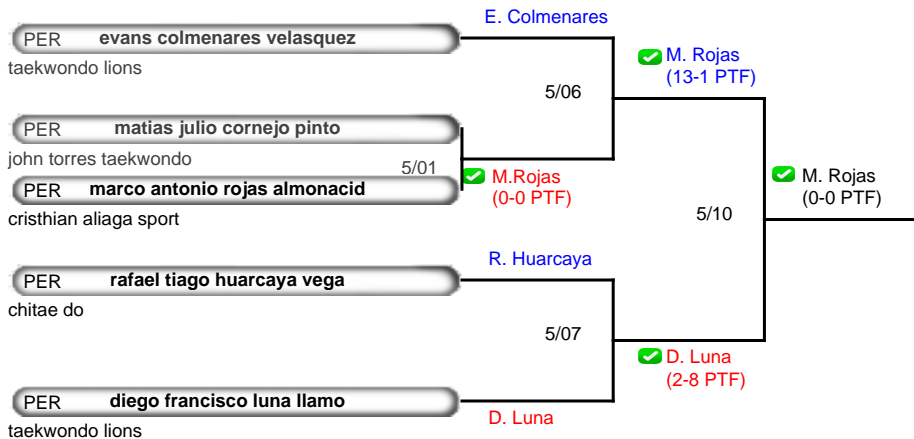 E. Colmenares
PER evans colmenares velasquez
taekwondo lions
M. Rojas
(13-1 PTF)
5/06
PER matias julio cornejo pinto
john torres taekwondo
5/01
PER marco antonio rojas almonacid
cristhian aliaga sport
M.Rojas
(0-0 PTF)
M. Rojas
(0-0 PTF)
5/10
R. Huarcaya
PER rafael tiago huarcaya vega
chitae do
5/07
D. Luna
(2-8 PTF)
PER diego francisco luna llamo
taekwondo lions
D. Luna